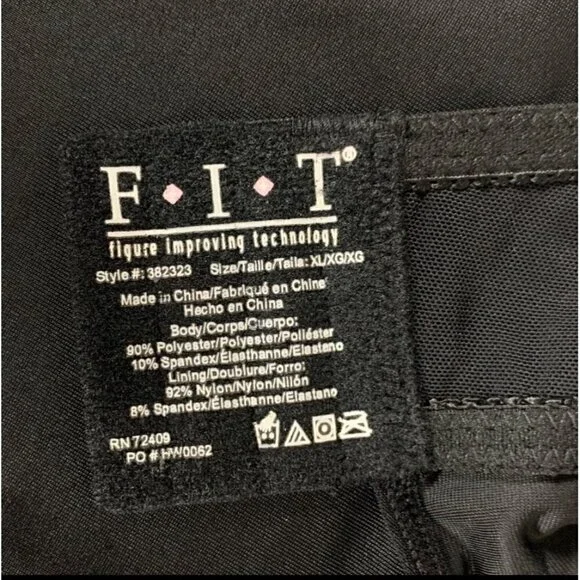 F • I • T®
figure improving technology
Style #: 382323 Size/Taille/Talla: XL/XG/XG
Made in China/Fabriqué en Chine
Hecho en China
Body/Corps/Cuerpo:
90% Polyester/Polyester/Poliéster
10% Spandex/Élasthanne/Elastano
Lining/Doublure/Forro:
92% Nylon/Nylon/Nilón
8% Spandex/Élasthanne/Elastano
RN 72409
PO # HW0062